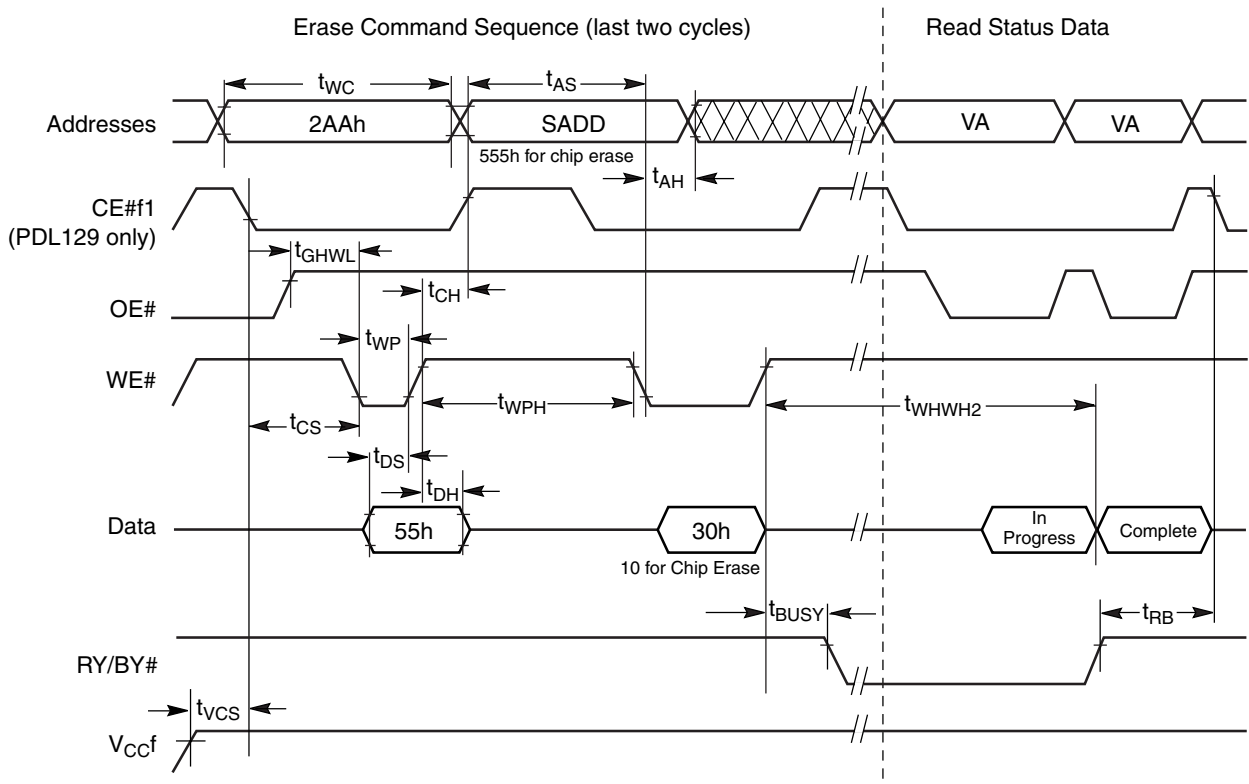 Erase Command Sequence (last two cycles)
Read Status Data
tWC
tAS
Addresses
2AAh
SADD
VA
VA
555h for chip erase
tAH
CE#f1
(PDL129 only)
tGHWL
tCH
OE#
tWP
WE#
tWPH
tWHWH2
tCS
tDS
tDH
Data
55h
30h
In
Progress
Complete
10 for Chip Erase
tBUSY
tRB
RY/BY#
tVCS
VCCf